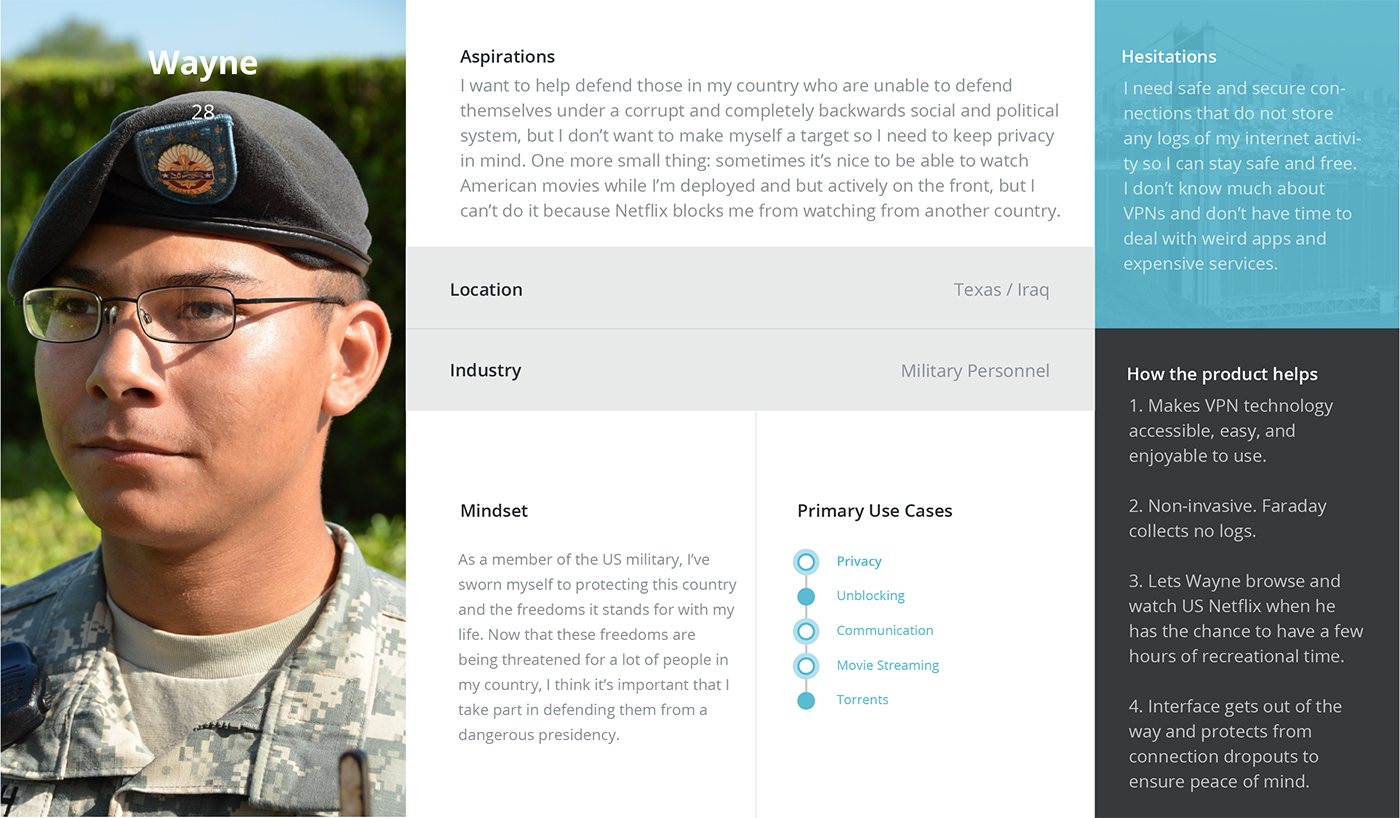 Wayne
28
Aspirations
I want to help defend those in my country who are unable to defend
themselves under a corrupt and completely backwards social and political
system, but I don’t want to make myself a target so I need to keep privacy
in mind. One more small thing: sometimes it’s nice to be able to watch
American movies while I’m deployed and but actively on the front, but I
can’t do it because Netflix blocks me from watching from another country.
Location
Texas / Iraq
Industry
Military Personnel
Mindset
As a member of the US military, I’ve
sworn myself to protecting this country
and the freedoms it stands for with my
life. Now that these freedoms are
being threatened for a lot of people in
my country, I think it’s important that I
take part in defending them from a
dangerous presidency.
Primary Use Cases
Privacy
Unblocking
Communication
Movie Streaming
Torrents
Hesitations
I need safe and secure con-
nections that do not store
any logs of my internet activi-
ty so I can stay safe and free.
I don’t know much about
VPNs and don’t have time to
deal with weird apps and
expensive services.
How the product helps
1. Makes VPN technology
accessible, easy, and
enjoyable to use.
2. Non-invasive. Faraday
collects no logs.
3. Lets Wayne browse and
watch US Netflix when he
has the chance to have a few
hours of recreational time.
4. Interface gets out of the
way and protects from
connection dropouts to
ensure peace of mind.